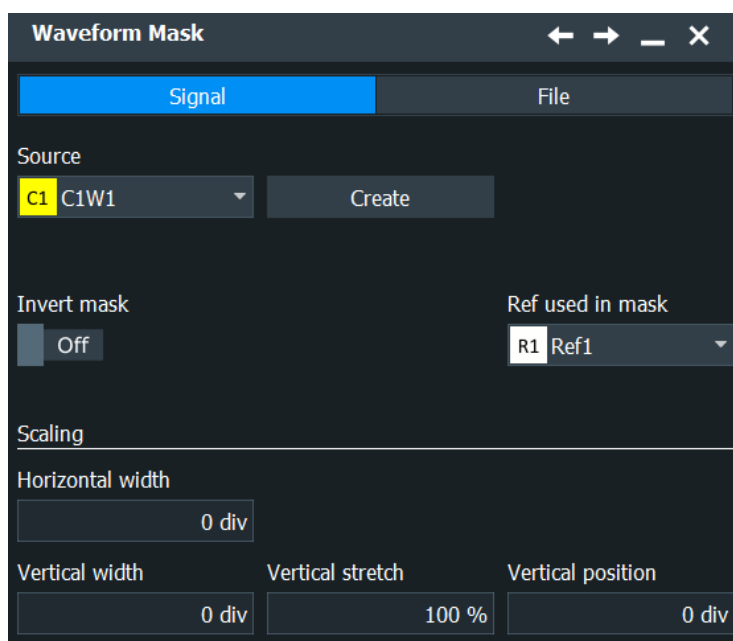 Waveform Mask
Signal File
Source
C1 C1W1 Create
Invert mask Ref used in mask
Off R1 Ref1
Scaling
Horizontal width
0 div
Vertical width Vertical stretch Vertical position
0 div 100 % 0 div